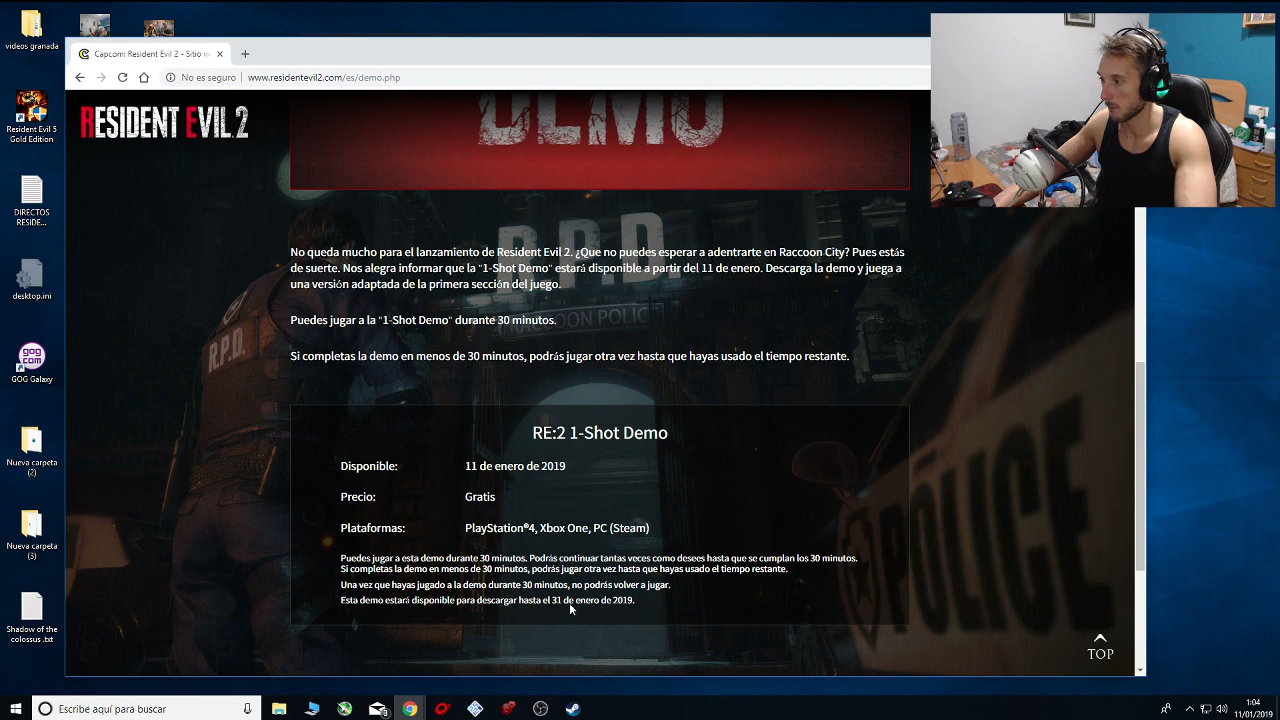 videos granada
Resident Evil 5
Gold Edition
DIRECTOS
RESIDE...
desktop.ini
GOG
COM
GOG Galaxy
Nueva carpeta
(2)
Nueva carpeta
(3)
Shadow of the
colossus .txt
Capcom: Resident Evil 2 - Sitio w
No es seguro
www.residentevil2.com/es/demo.php
RESIDENT EVIL 2
DEMO
R.P.D.
RACCOON POLIC
R.P.D.
POLICE
No queda mucho para el lanzamiento de Resident Evil 2. ¿Que no puedes esperar a adentrarte en Raccoon City? Pues estás
de suerte. Nos alegra informar que la "1-Shot Demo" estará disponible a partir del 11 de enero. Descarga la demo y juega a
una versión adaptada de la primera sección del juego.
Puedes jugar a la "1-Shot Demo" durante 30 minutos.
Si completas la demo en menos de 30 minutos, podrás jugar otra vez hasta que hayas usado el tiempo restante.
RE:2 1-Shot Demo
Disponible: 11 de enero de 2019
Precio: Gratis
Plataformas: PlayStation®4, Xbox One, PC (Steam)
Puedes jugar a esta demo durante 30 minutos. Podrás continuar tantas veces como desees hasta que se cumplan los 30 minutos.
Si completas la demo en menos de 30 minutos, podrás jugar otra vez hasta que hayas usado el tiempo restante.
Una vez que hayas jugado a la demo durante 30 minutos, no podrás volver a jugar.
Esta demo estará disponible para descargar hasta el 31 de enero de 2019.
TOP
Escribe aquí para buscar
1:04
11/01/2019